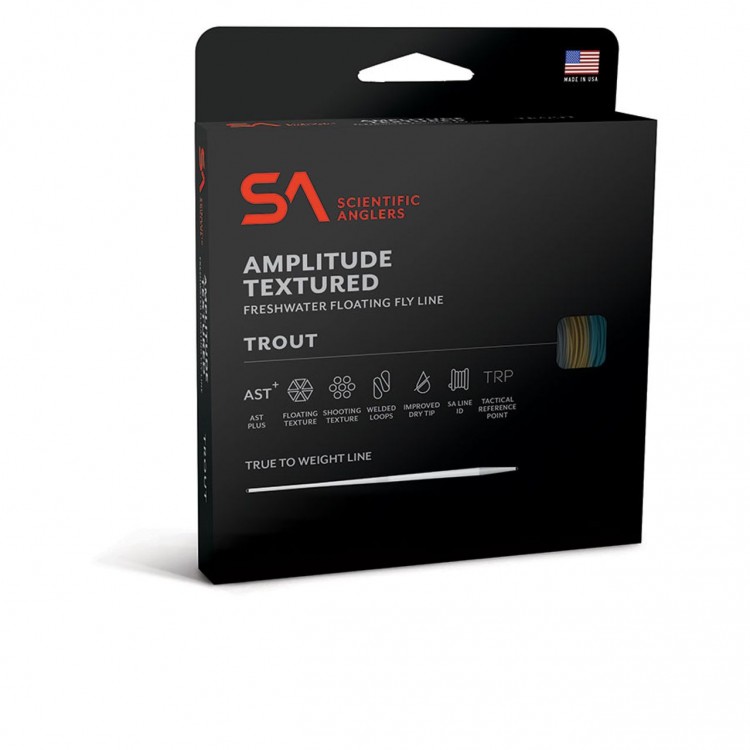 MADE IN USA
SA
SCIENTIFIC
ANGLERS
AMPLITUDE
TEXTURED
FRESHWATER FLOATING FLY LINE
TROUT
AST+
AST
PLUS
FLOATING
TEXTURE
SHOOTING
TEXTURE
WELDED
LOOPS
IMPROVED
DRY TIP
SA LINE
ID
TRP
TACTICAL
REFERENCE
POINT
TRUE TO WEIGHT LINE
TROUT